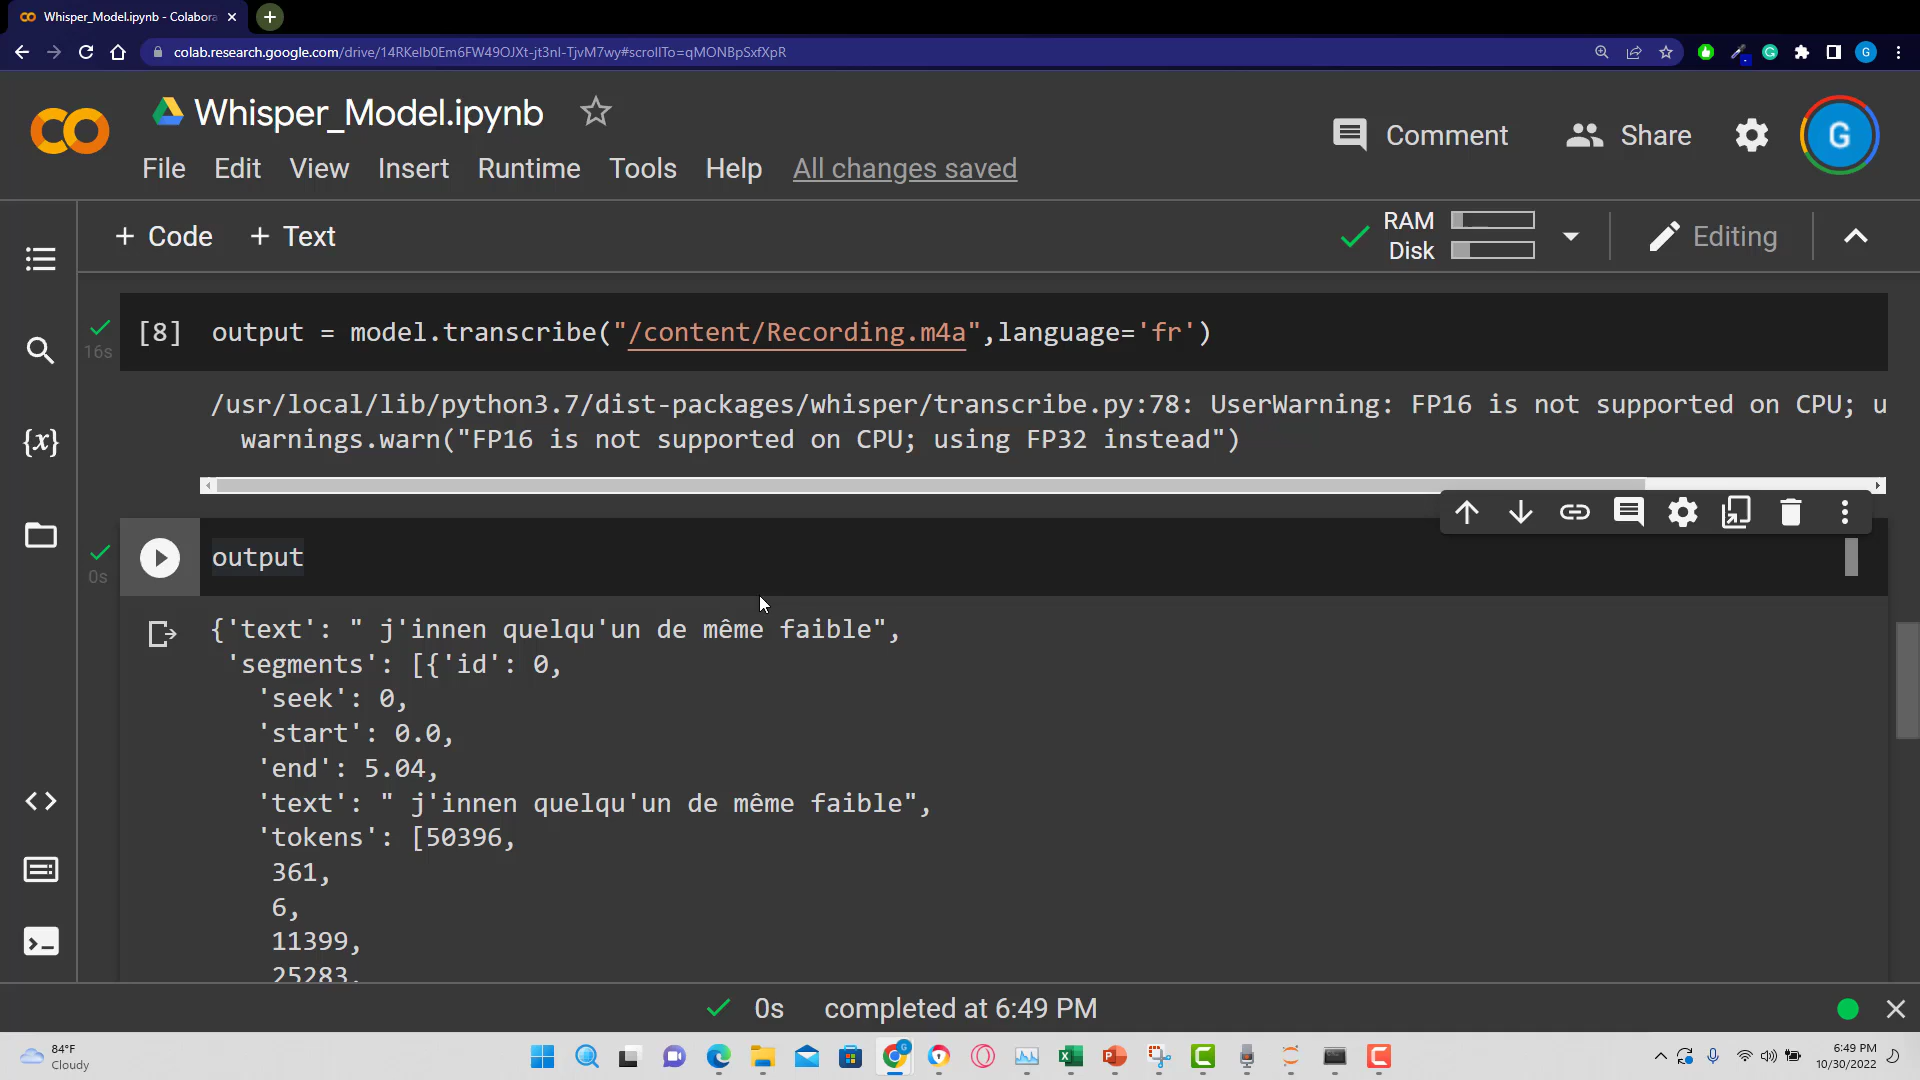 Whisper_Model.ipynb - Colabora
colab.research.google.com/drive/14RKelb0Em6FW49OJXt-jt3nI-TjvM7wy#scrollTo=qMONBpSxfXpR
Whisper_Model.ipynb
Comment
Share
G
File Edit View Insert Runtime Tools Help All changes saved
+ Code + Text
RAM
Disk
Editing
[8] output = model.transcribe("/content/Recording.m4a",language='fr')
16s
/usr/local/lib/python3.7/dist-packages/whisper/transcribe.py:78: UserWarning: FP16 is not supported on CPU; u
warnings.warn("FP16 is not supported on CPU; using FP32 instead")
output
0s
{'text': " j'innen quelqu'un de même faible",
'segments': [{'id': 0,
'seek': 0,
'start': 0.0,
'end': 5.04,
'text': " j'innen quelqu'un de même faible",
'tokens': [50396,
361,
6,
11399,
25283,
0s completed at 6:49 PM
84°F
Cloudy
6:49 PM
10/30/2022